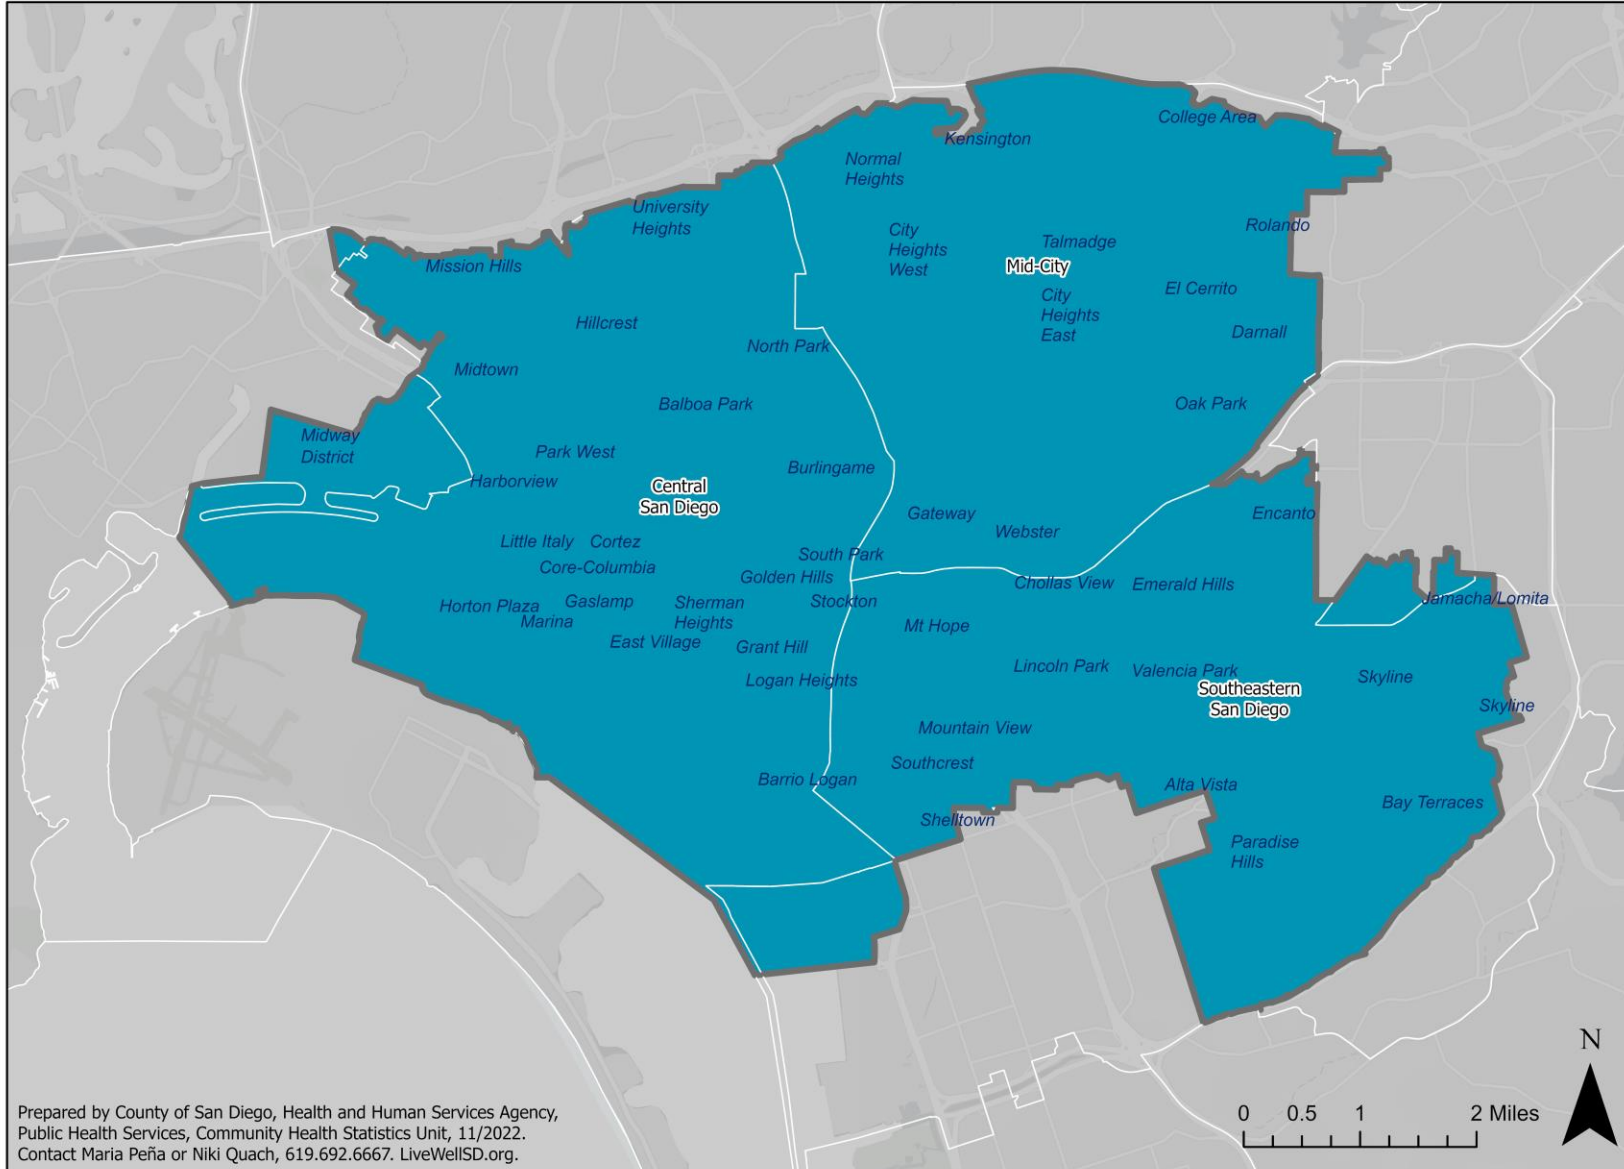 College Area
Kensington
Normal
Heights
University
Heights
Rolando
City
Heights
West
Talmadge
Mid-City
Mission Hills
El Cerrito
City
Heights
East
Hillcrest
Darnall
North Park
Midtown
Balboa Park
Oak Park
Midway
District
Park West
Burlingame
Harborview
Central
San Diego
Gateway
Encanto
Webster
Little Italy
Cortez
South Park
Core-Columbia
Golden Hills
Chollas View
Emerald Hills
Horton Plaza
Gaslamp
Sherman
Heights
Stockton
Jamacha/Lomita
Marina
Mt Hope
East Village
Grant Hill
Lincoln Park
Valencia Park
Logan Heights
Skyline
Southeastern
San Diego
Skyline
Mountain View
Southcrest
Barrio Logan
Alta Vista
Bay Terraces
Shelltown
Paradise
Hills
N
0 0.5 1 2 Miles
Prepared by County of San Diego, Health and Human Services Agency,
Public Health Services, Community Health Statistics Unit, 11/2022.
Contact Maria Peña or Niki Quach, 619.692.6667. LiveWellSD.org.